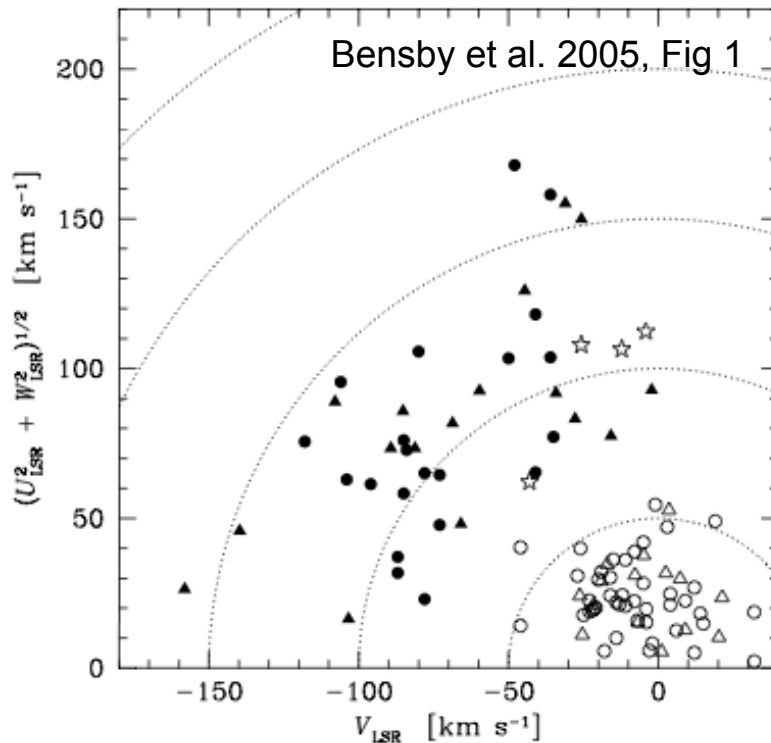 Bensby et al. 2005, Fig 1
200
150
100
50
0
(U²LSR + W²LSR)^1/2 [km s⁻¹]
−150 −100 −50 0
VLSR [km s⁻¹]